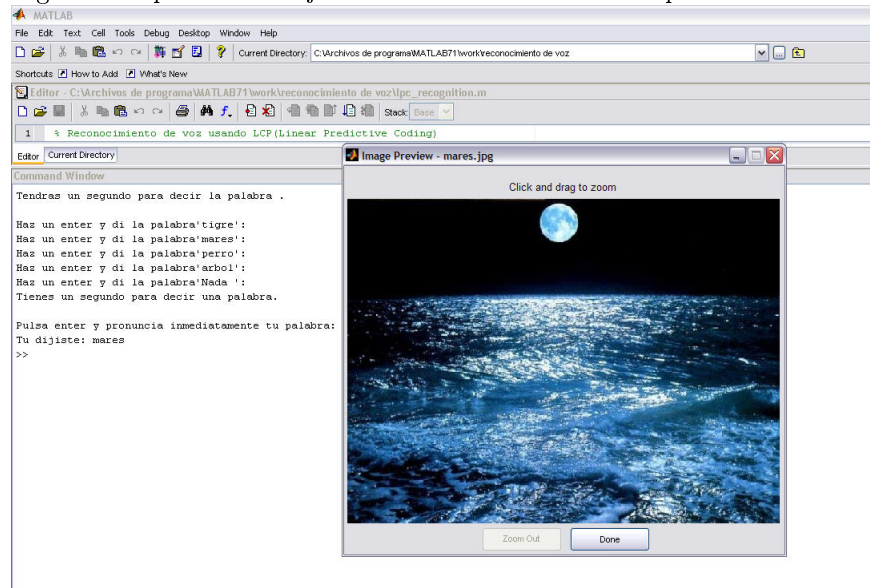 MATLAB
File Edit Text Cell Tools Debug Desktop Window Help
Current Directory: C:\Archivos de programa\MATLAB71\work\reconocimiento de voz
Shortcuts How to Add What's New
Editor - C:\Archivos de programa\MATLAB71\work\reconocimiento de voz\lpc_recognition.m
Stack: Base
1 % Reconocimiento de voz usando LCP(Linear Predictive Coding)
Editor Current Directory
Image Preview - mares.jpg
Command Window
Click and drag to zoom
Tendras un segundo para decir la palabra .
Haz un enter y di la palabra'tigre':
Haz un enter y di la palabra'mares':
Haz un enter y di la palabra'perro':
Haz un enter y di la palabra'arbol':
Haz un enter y di la palabra'Nada ':
Tienes un segundo para decir una palabra.
Pulsa enter y pronuncia inmediatamente tu palabra:
Tu dijiste: mares
>>
Zoom Out Done